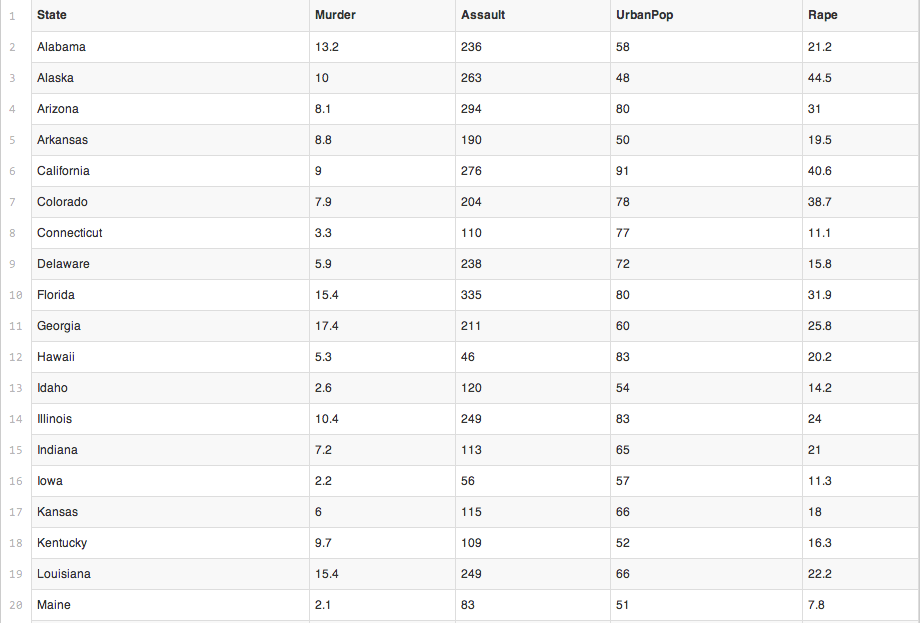 1 State Murder Assault UrbanPop Rape
2 Alabama 13.2 236 58 21.2
3 Alaska 10 263 48 44.5
4 Arizona 8.1 294 80 31
5 Arkansas 8.8 190 50 19.5
6 California 9 276 91 40.6
7 Colorado 7.9 204 78 38.7
8 Connecticut 3.3 110 77 11.1
9 Delaware 5.9 238 72 15.8
10 Florida 15.4 335 80 31.9
11 Georgia 17.4 211 60 25.8
12 Hawaii 5.3 46 83 20.2
13 Idaho 2.6 120 54 14.2
14 Illinois 10.4 249 83 24
15 Indiana 7.2 113 65 21
16 Iowa 2.2 56 57 11.3
17 Kansas 6 115 66 18
18 Kentucky 9.7 109 52 16.3
19 Louisiana 15.4 249 66 22.2
20 Maine 2.1 83 51 7.8